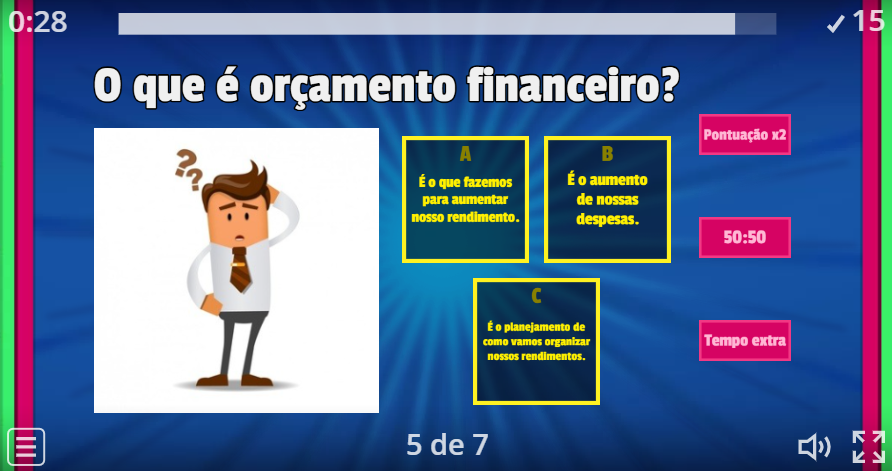 0:28
✓ 15
O que é orçamento financeiro?
??
A
É o que fazemos
para aumentar
nosso rendimento.
B
É o aumento
de nossas
despesas.
C
É o planejamento de
como vamos organizar
nossos rendimentos.
Pontuação x2
50:50
Tempo extra
5 de 7